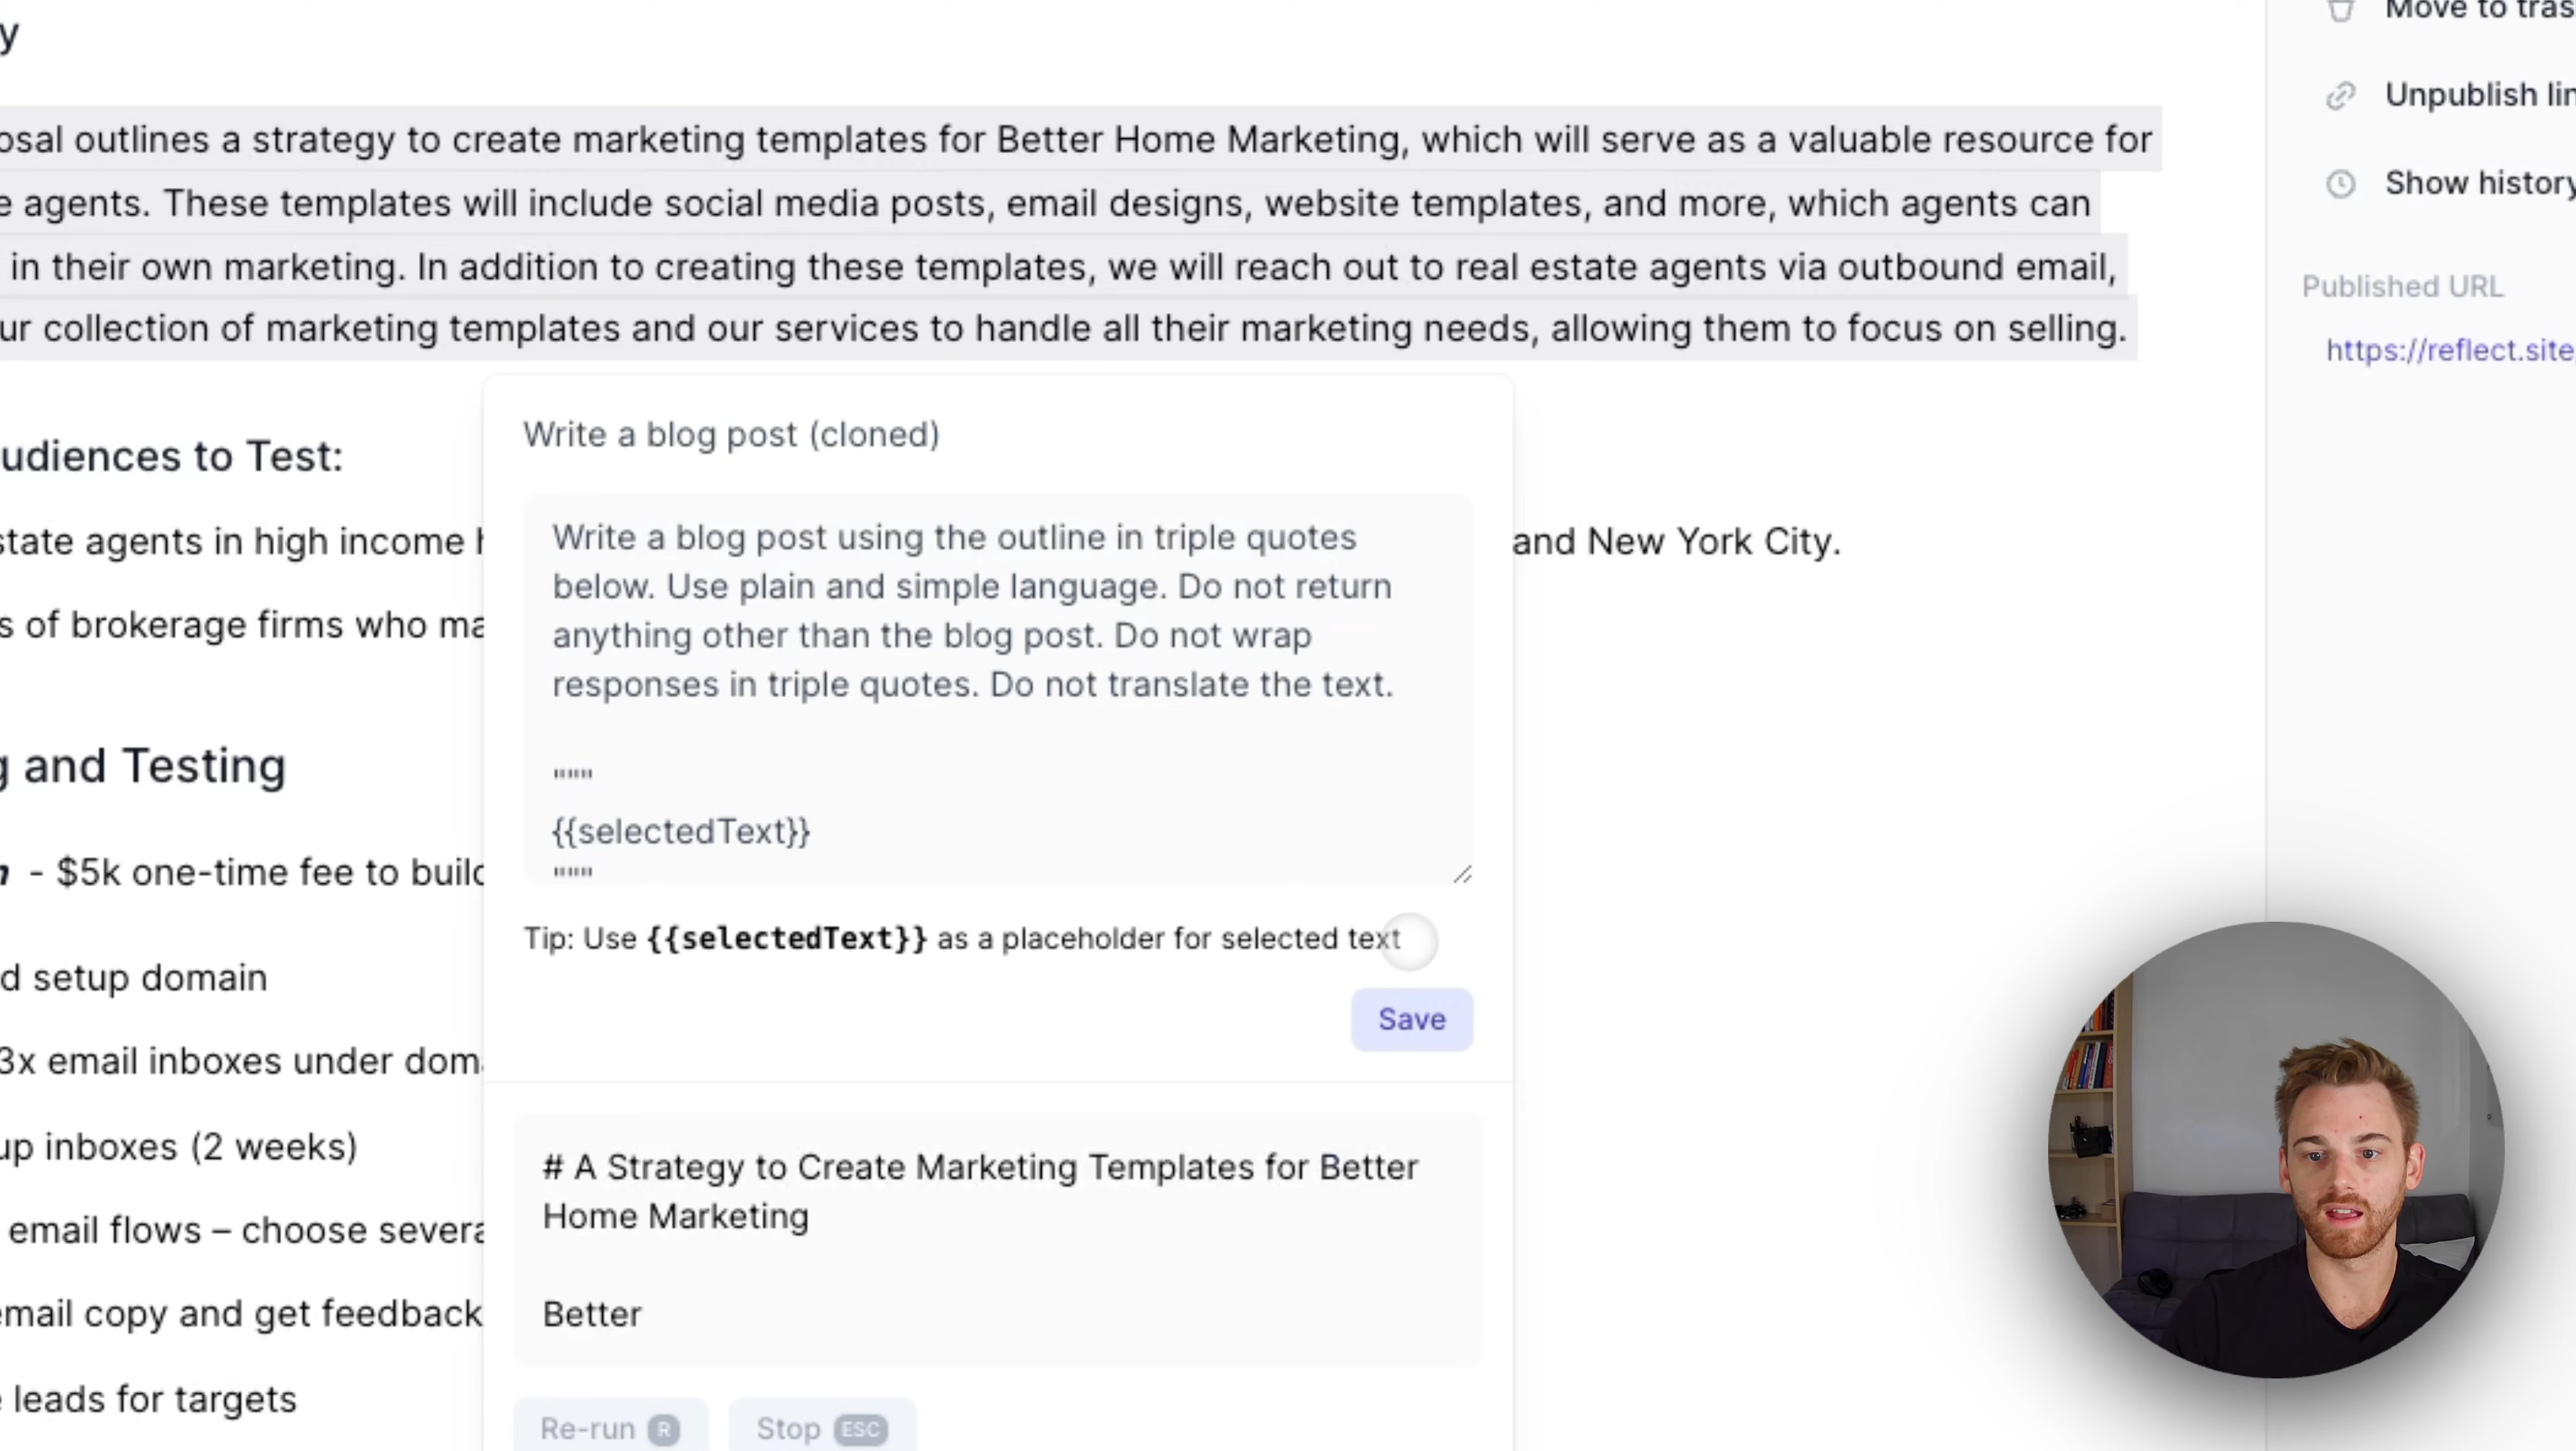 y
osal outlines a strategy to create marketing templates for Better Home Marketing, which will serve as a valuable resource for
e agents. These templates will include social media posts, email designs, website templates, and more, which agents can
in their own marketing. In addition to creating these templates, we will reach out to real estate agents via outbound email,
ur collection of marketing templates and our services to handle all their marketing needs, allowing them to focus on selling.
udiences to Test:
state agents in high income h
and New York City.
s of brokerage firms who ma
g and Testing
n - $5k one-time fee to build
d setup domain
3x email inboxes under doma
up inboxes (2 weeks)
email flows – choose severa
email copy and get feedback
e leads for targets
Write a blog post (cloned)
Write a blog post using the outline in triple quotes
below. Use plain and simple language. Do not return
anything other than the blog post. Do not wrap
responses in triple quotes. Do not translate the text.
"""
{{selectedText}}
"""
Tip: Use {{selectedText}} as a placeholder for selected text
Save
# A Strategy to Create Marketing Templates for Better
Home Marketing
Better
Re-run R
Stop ESC
Move to tras
Unpublish lin
Show history
Published URL
https://reflect.site